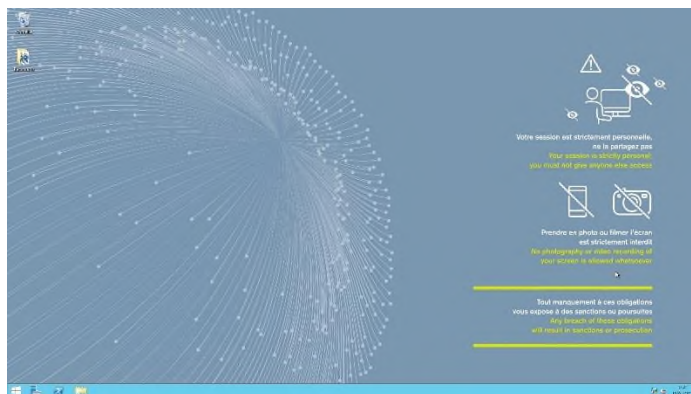 Votre session est strictement personnelle,
ne la partagez pas
Your session is strictly personal,
you must not give anyone else access
Prendre en photo ou filmer l'écran
est strictement interdit
No photography or video recording of
your screen is allowed whatsoever
Tout manquement à ces obligations
vous expose à des sanctions ou poursuites
Any breach of these obligations
will result in sanctions or prosecution